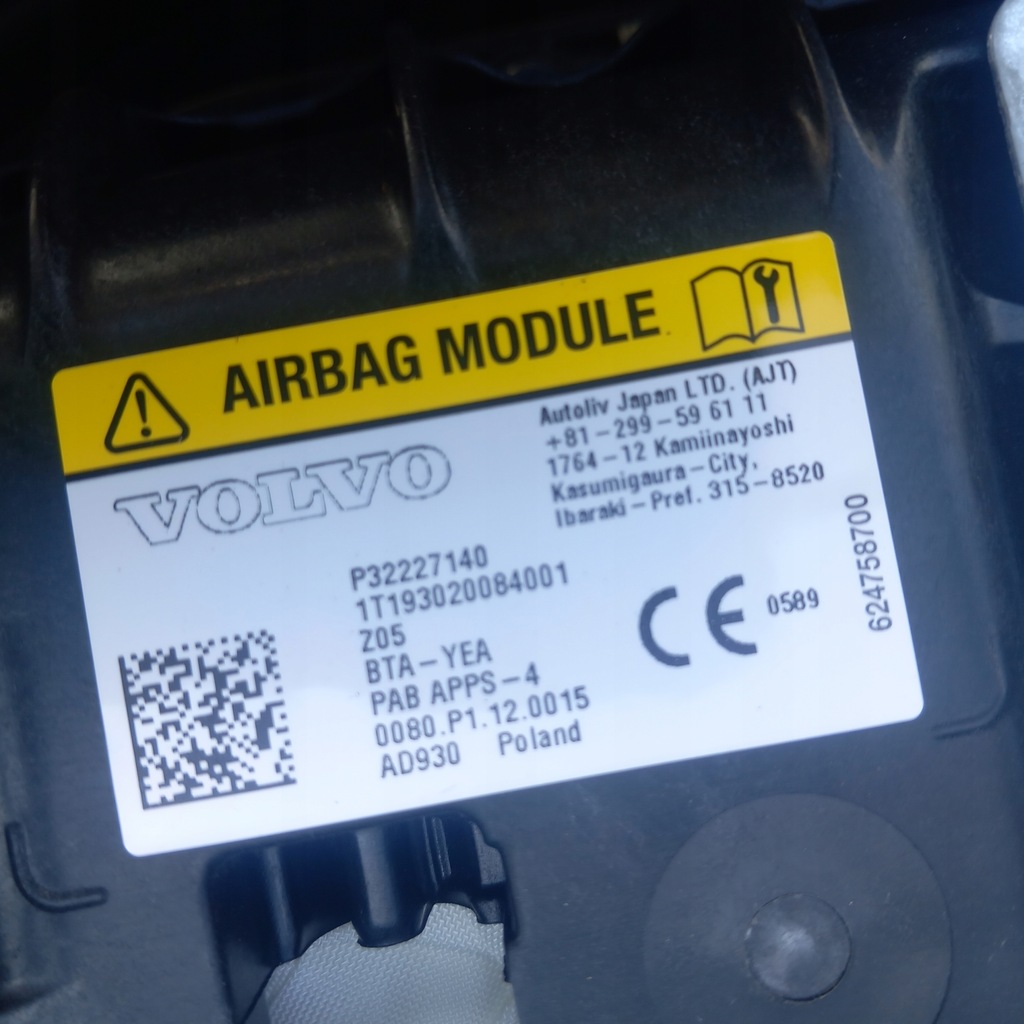 AIRBAG MODULE
VOLVO
Autoliv Japan LTD. (AJT)
+81-299-59 61 11
1764-12 Kamiinayoshi
Kasumigaura-City,
Ibaraki-Pref. 315-8520
P32227140
1T193020084001
Z05
BTA-YEA
PAB APPS-4
0080.P1.12.0015
AD930 Poland
CE 0589
624758700